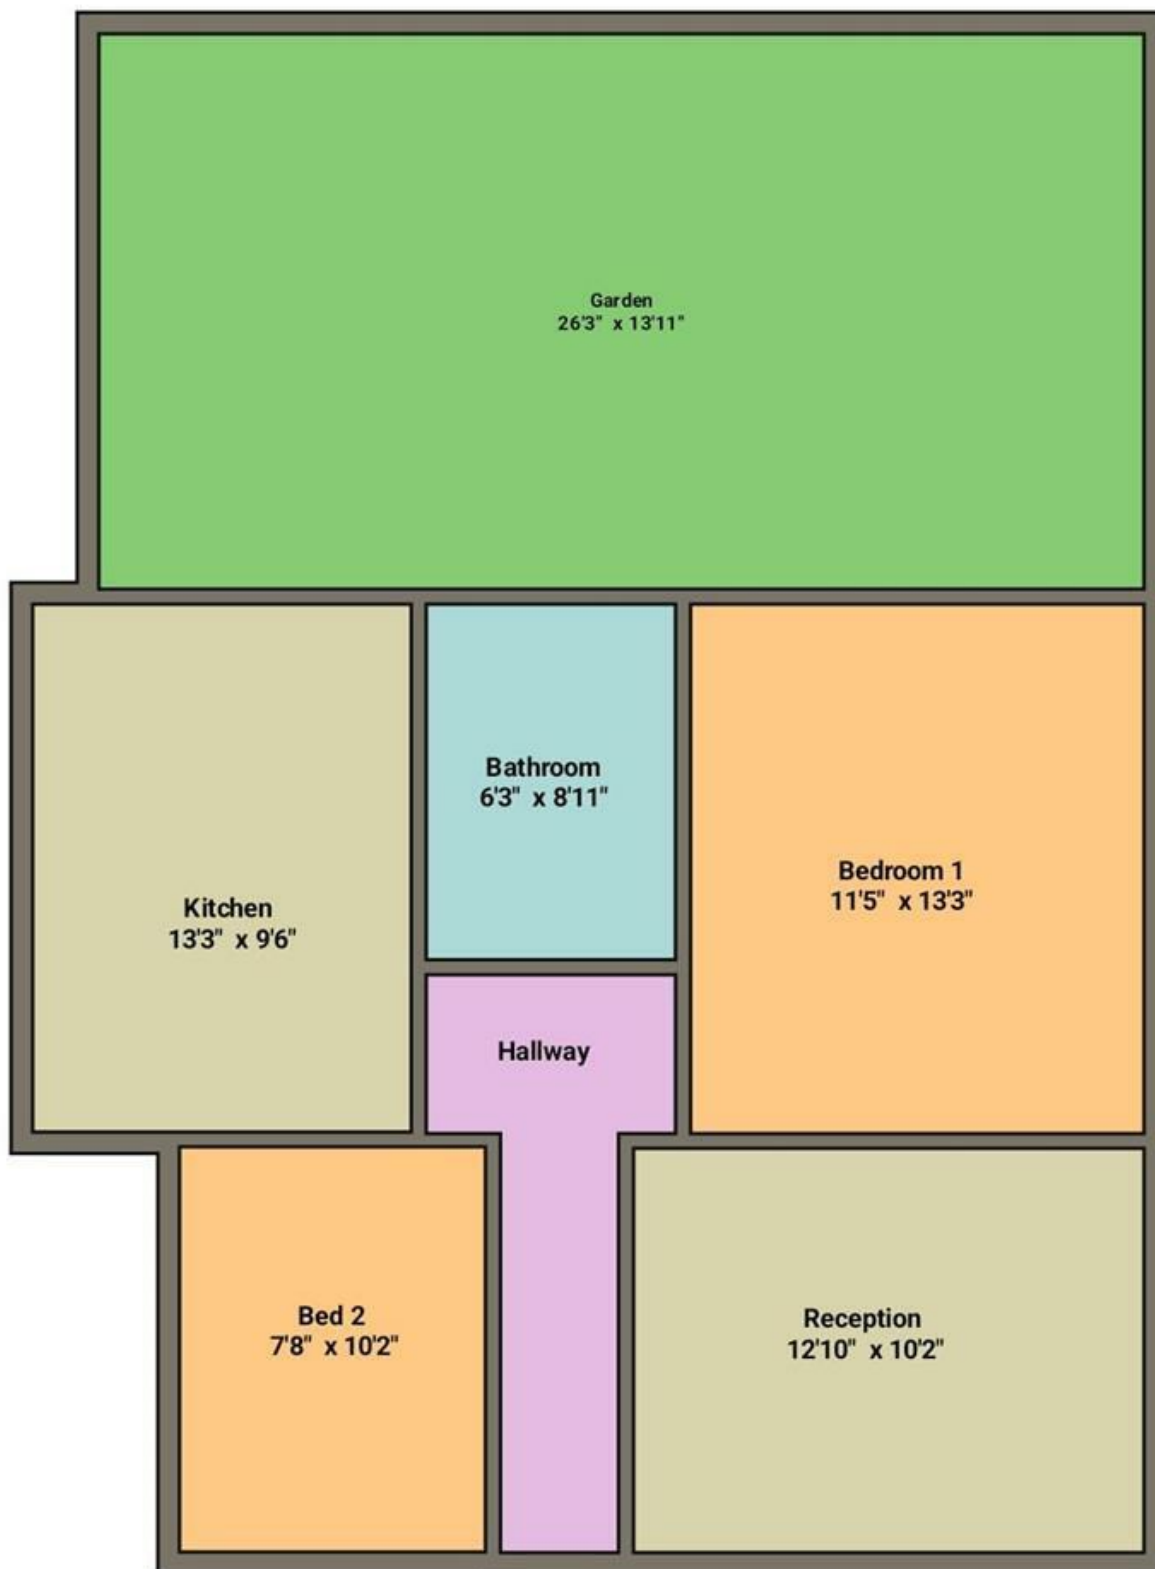 Garden
26'3" x 13'11"
Bathroom
6'3" x 8'11"
Bedroom 1
11'5" x 13'3"
Kitchen
13'3" x 9'6"
Hallway
Bed 2
7'8" x 10'2"
Reception
12'10" x 10'2"